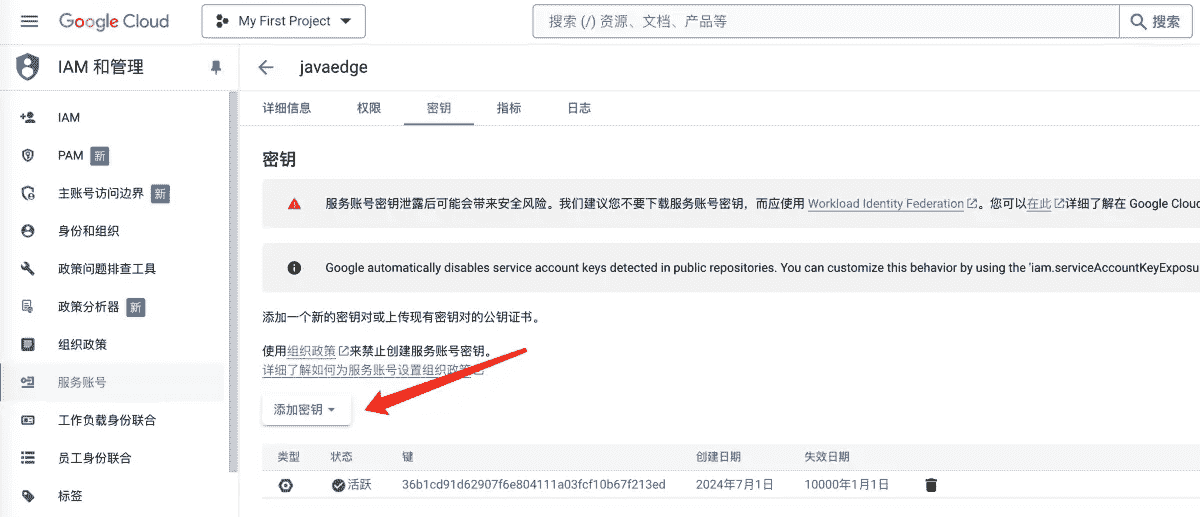 Google Cloud
My First Project
搜索 (/) 资源、文档、产品等
搜索
IAM 和管理
javaedge
IAM
PAM 新
主账号访问边界 新
身份和组织
政策问题排查工具
政策分析器 新
组织政策
服务账号
工作负载身份联合
员工身份联合
标签
详细信息 权限 密钥 指标 日志
密钥
服务账号密钥泄露后可能会带来安全风险。我们建议您不要下载服务账号密钥，而应使用 Workload Identity Federation 。您可以在此 详细了解在 Google Cloud
Google automatically disables service account keys detected in public repositories. You can customize this behavior by using the 'iam.serviceAccountKeyExposu
添加一个新的密钥对或上传现有密钥对的公钥证书。
使用组织政策 来禁止创建服务账号密钥。
详细了解如何为服务账号设置组织政策
添加密钥
类型 状态 键 创建日期 失效日期
活跃 36b1cd91d62907f6e804111a03fcf10b67f213ed 2024年7月1日 10000年1月1日